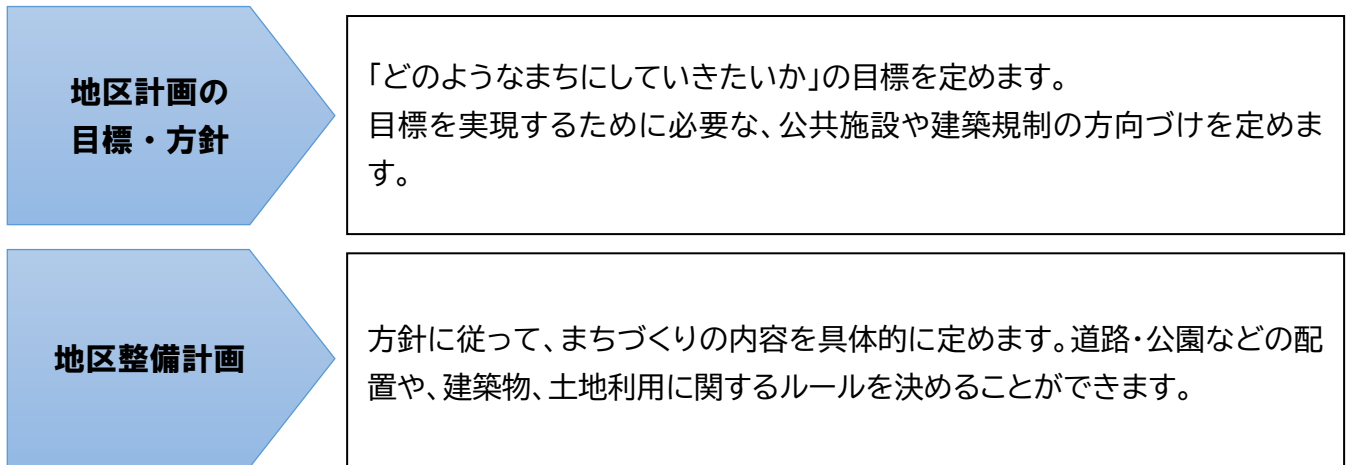 地区計画の
目標・方針
「どのようなまちにしていきたいか」の目標を定めます。
目標を実現するために必要な、公共施設や建築規制の方向づけを定めま
す。
地区整備計画
方針に従って、まちづくりの内容を具体的に定めます。道路・公園などの配
置や、建築物、土地利用に関するルールを決めることができます。